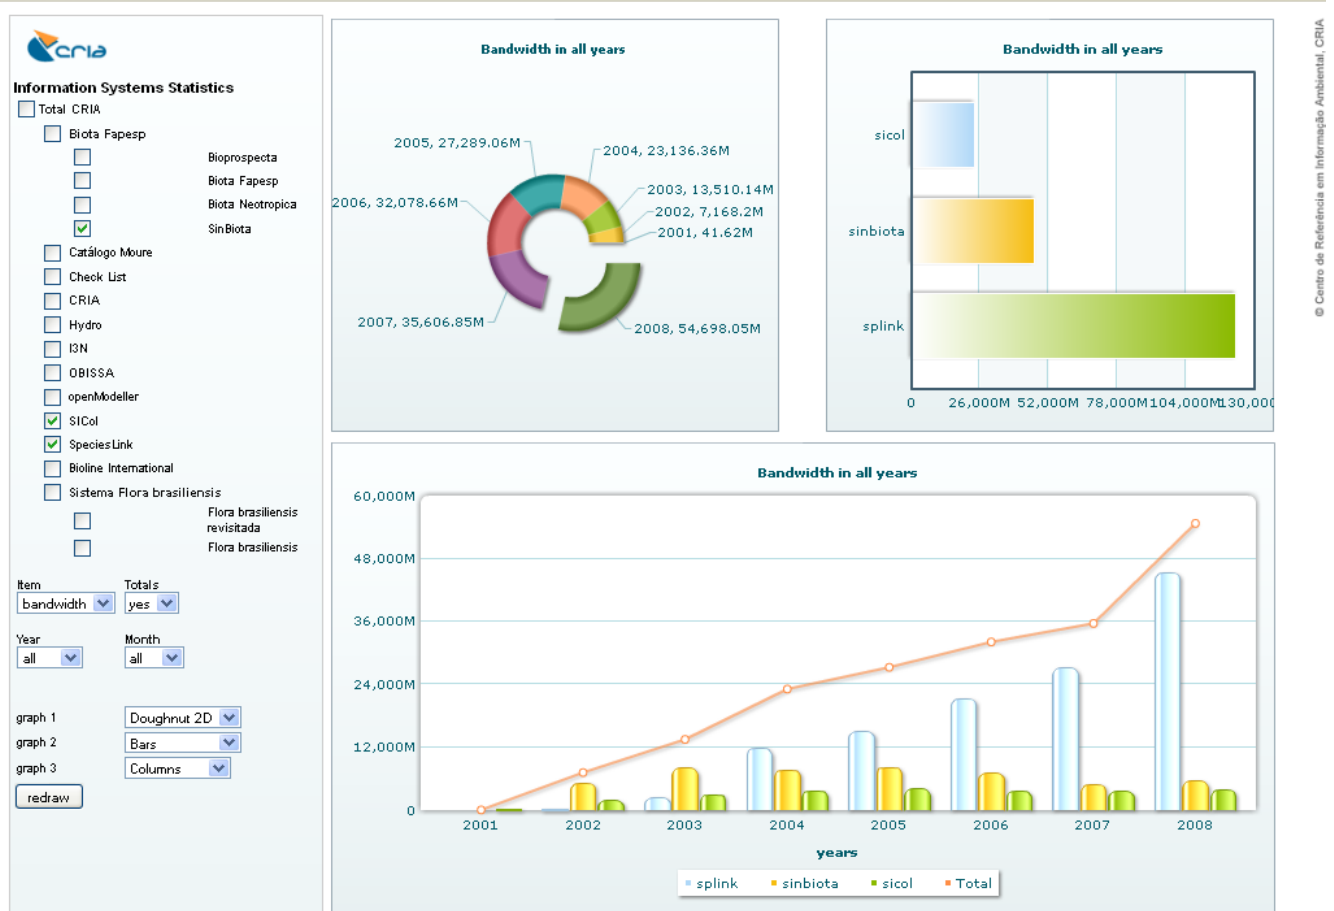 cria
Information Systems Statistics
Total CRIA
Biota Fapesp
Bioprospecta
Biota Fapesp
Biota Neotropica
SinBiota
Catálogo Moure
Check List
CRIA
Hydro
I3N
OBISSA
openModeller
SICol
SpeciesLink
Bioline International
Sistema Flora brasiliensis
Flora brasiliensis
revisitada
Flora brasiliensis
Item Totals
bandwidth yes
Year Month
all all
graph 1 Doughnut 2D
graph 2 Bars
graph 3 Columns
redraw
Bandwidth in all years
2005, 27,289.06M
2004, 23,136.36M
2003, 13,510.14M
2006, 32,078.66M
2002, 7,168.2M
2001, 41.62M
2007, 35,606.85M
2008, 54,698.05M
Bandwidth in all years
sicol
sinbiota
splink
0 26,000M 52,000M 78,000M 104,000M 130,000
Bandwidth in all years
60,000M
48,000M
36,000M
24,000M
12,000M
0
2001 2002 2003 2004 2005 2006 2007 2008
years
splink sinbiota sicol Total
© Centro de Referência em Informação Ambiental, CRIA